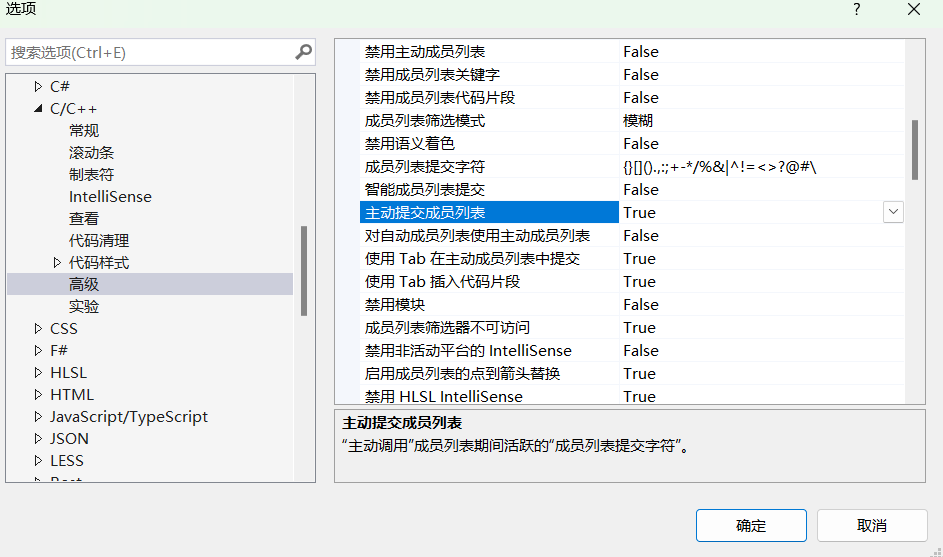 选项
?
搜索选项(Ctrl+E)
C#
C/C++
常规
滚动条
制表符
IntelliSense
查看
代码清理
代码样式
高级
实验
CSS
F#
HLSL
HTML
JavaScript/TypeScript
JSON
LESS
禁用主动成员列表 False
禁用成员列表关键字 False
禁用成员列表代码片段 False
成员列表筛选模式 模糊
禁用语义着色 False
成员列表提交字符 {}[]().,:;+-*/%&|^!=<>?@#\
智能成员列表提交 False
主动提交成员列表 True
对自动成员列表使用主动成员列表 False
使用 Tab 在主动成员列表中提交 True
使用 Tab 插入代码片段 True
禁用模块 False
成员列表筛选器不可访问 True
禁用非活动平台的 IntelliSense False
启用成员列表的点到箭头替换 True
禁用 HLSL IntelliSense True
主动提交成员列表
“主动调用”成员列表期间活跃的“成员列表提交字符”。
确定
取消